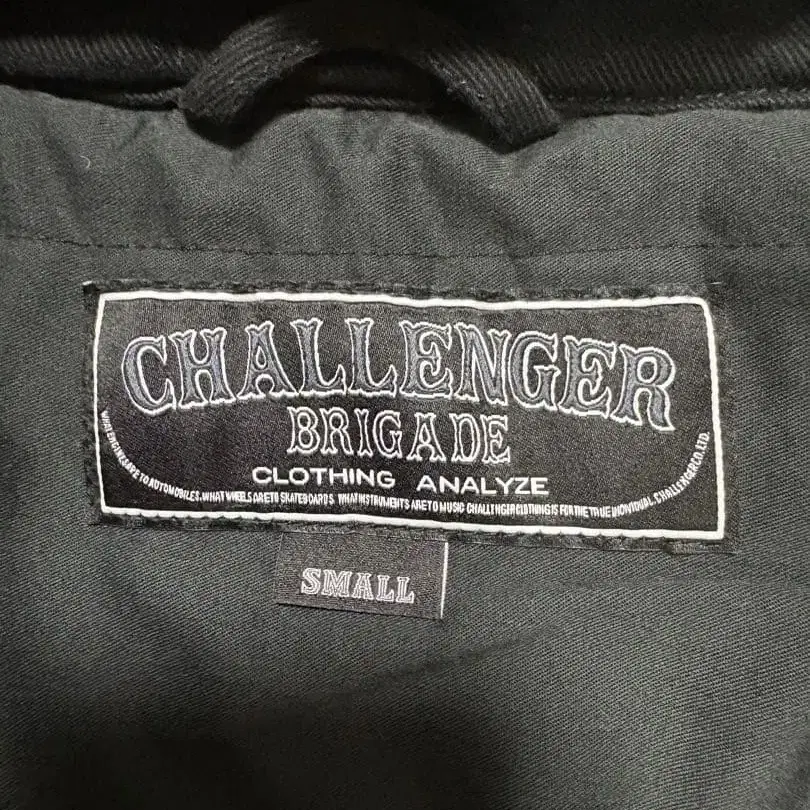 CHALLENGER
BRIGADE
CLOTHING ANALYZE
WHAT ENGINES ARE TO AUTOMOBILES. WHAT WHEELS ARE TO SKATEBOARDS. WHAT INSTRUMENTS ARE TO MUSIC CHALLENGER CLOTHING IS FOR THE TRUE INDIVIDUAL. CHALLENGER CO. LTD.
SMALL